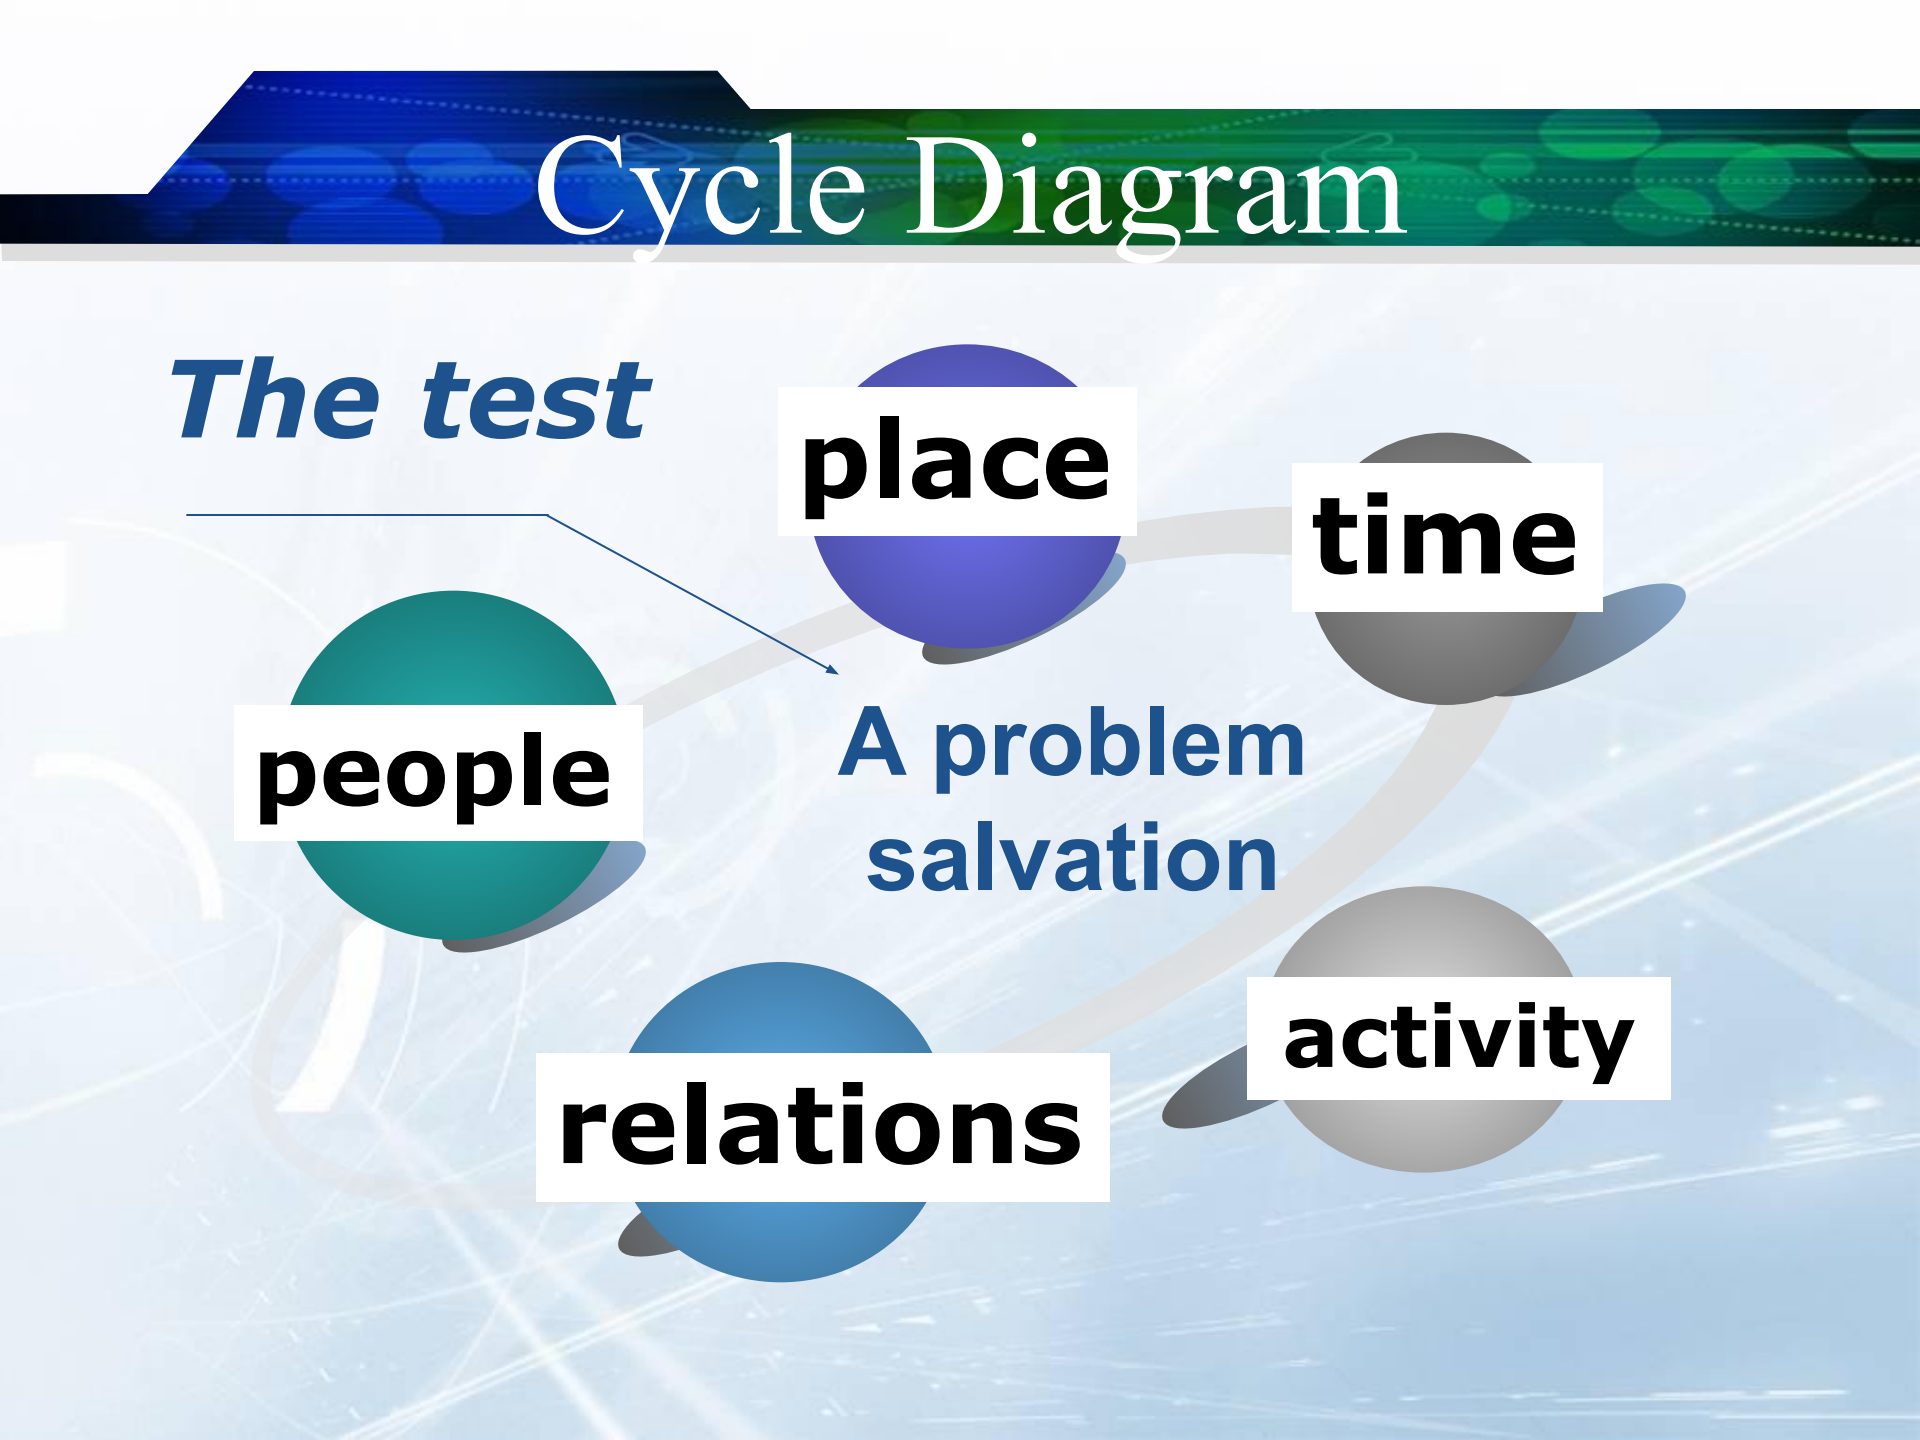 Cycle Diagram
The test
place
time
people
A problem
salvation
activity
relations